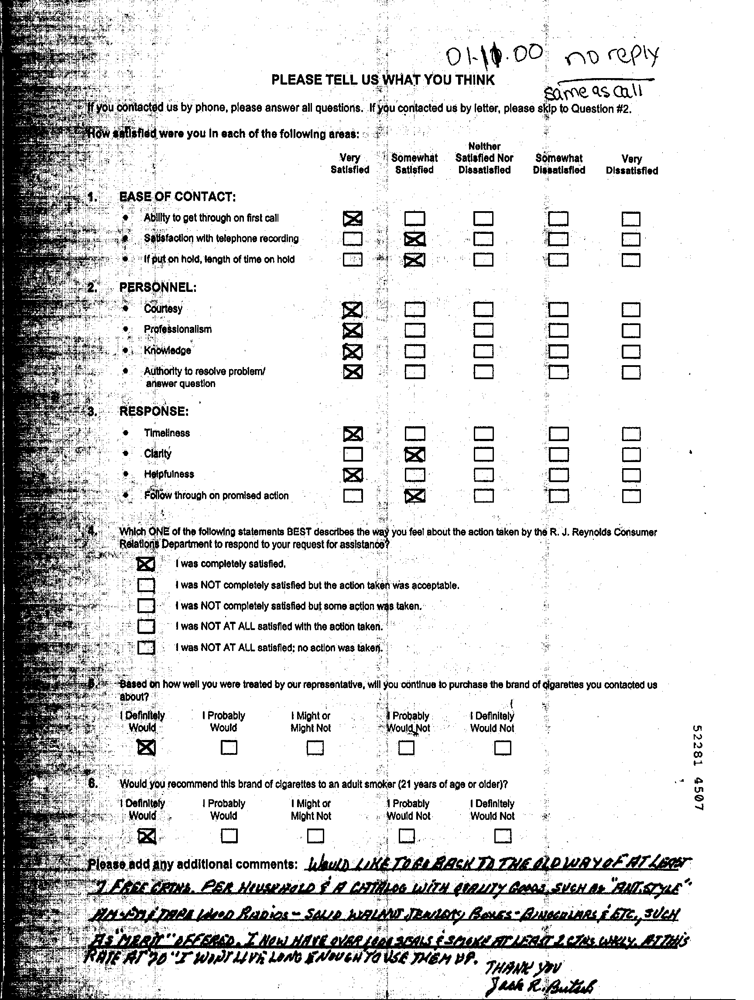 01-11-00 no reply
same as call
PLEASE TELL US WHAT YOU THINK
If you contacted us by phone, please answer all questions. If you contacted us by letter, please skip to Question #2.
How satisfied were you in each of the following areas:
Very Satisfied Somewhat Satisfied Neither Satisfied Nor Dissatisfied Somewhat Dissatisfied Very Dissatisfied
1. EASE OF CONTACT:
• Ability to get through on first call
• Satisfaction with telephone recording
• If put on hold, length of time on hold
2. PERSONNEL:
• Courtesy
• Professionalism
• Knowledge
• Authority to resolve problem/
answer question
3. RESPONSE:
• Timeliness
• Clarity
• Helpfulness
• Follow through on promised action
4. Which ONE of the following statements BEST describes the way you feel about the action taken by the R. J. Reynolds Consumer
Relations Department to respond to your request for assistance?
I was completely satisfied.
I was NOT completely satisfied but the action taken was acceptable.
I was NOT completely satisfied but some action was taken.
I was NOT AT ALL satisfied with the action taken.
I was NOT AT ALL satisfied; no action was taken.
5. Based on how well you were treated by our representative, will you continue to purchase the brand of cigarettes you contacted us
about?
I Definitely Would I Probably Would I Might or Might Not I Probably Would Not I Definitely Would Not
6. Would you recommend this brand of cigarettes to an adult smoker (21 years of age or older)?
I Definitely Would I Probably Would I Might or Might Not I Probably Would Not I Definitely Would Not
Please add any additional comments: WOULD LIKE TO GO BACK TO THE OLD WAY OF AT LEAST
FREE CRTNS. PER HOUSEHOLD & A CATALOG WITH QUALITY GOODS, SUCH AS "ANT. STYLE"
AM-FM & TAPE WOOD RADIOS - SOLID WALNUT JEWLERY BOXES - BINOCULARS & ETC., SUCH
AS "MERIT" OFFERED. I NOW HAVE OVER SEALS & SMOKE AT LEAST 2 CTNS WKLY. AT THIS
RATE AT 70 "I WON'T LIVE LONG ENOUGH TO USE THEM UP.
THANK YOU
Jack R.
52281 4507